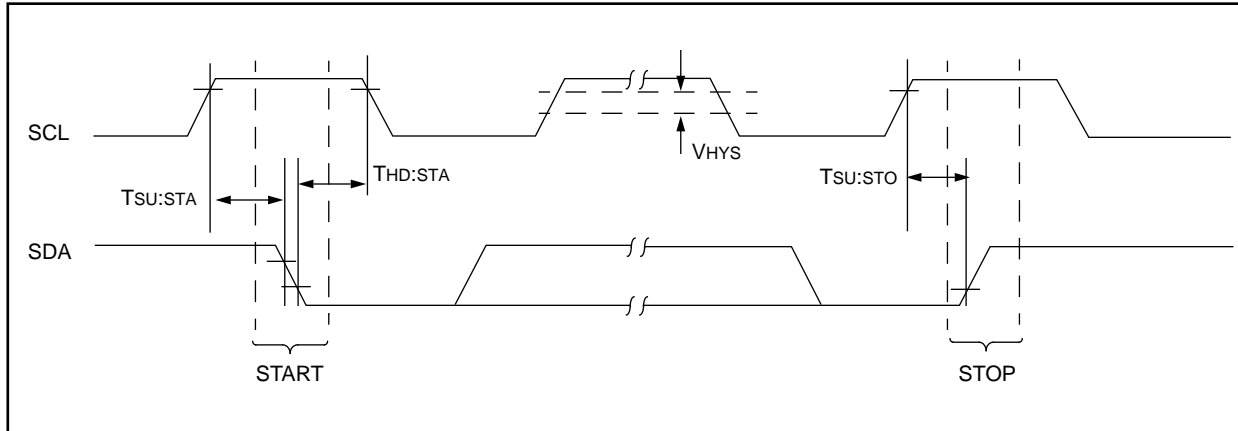 SCL
VHYS
THD:STA
TSU:STO
TSU:STA
SDA
START
STOP